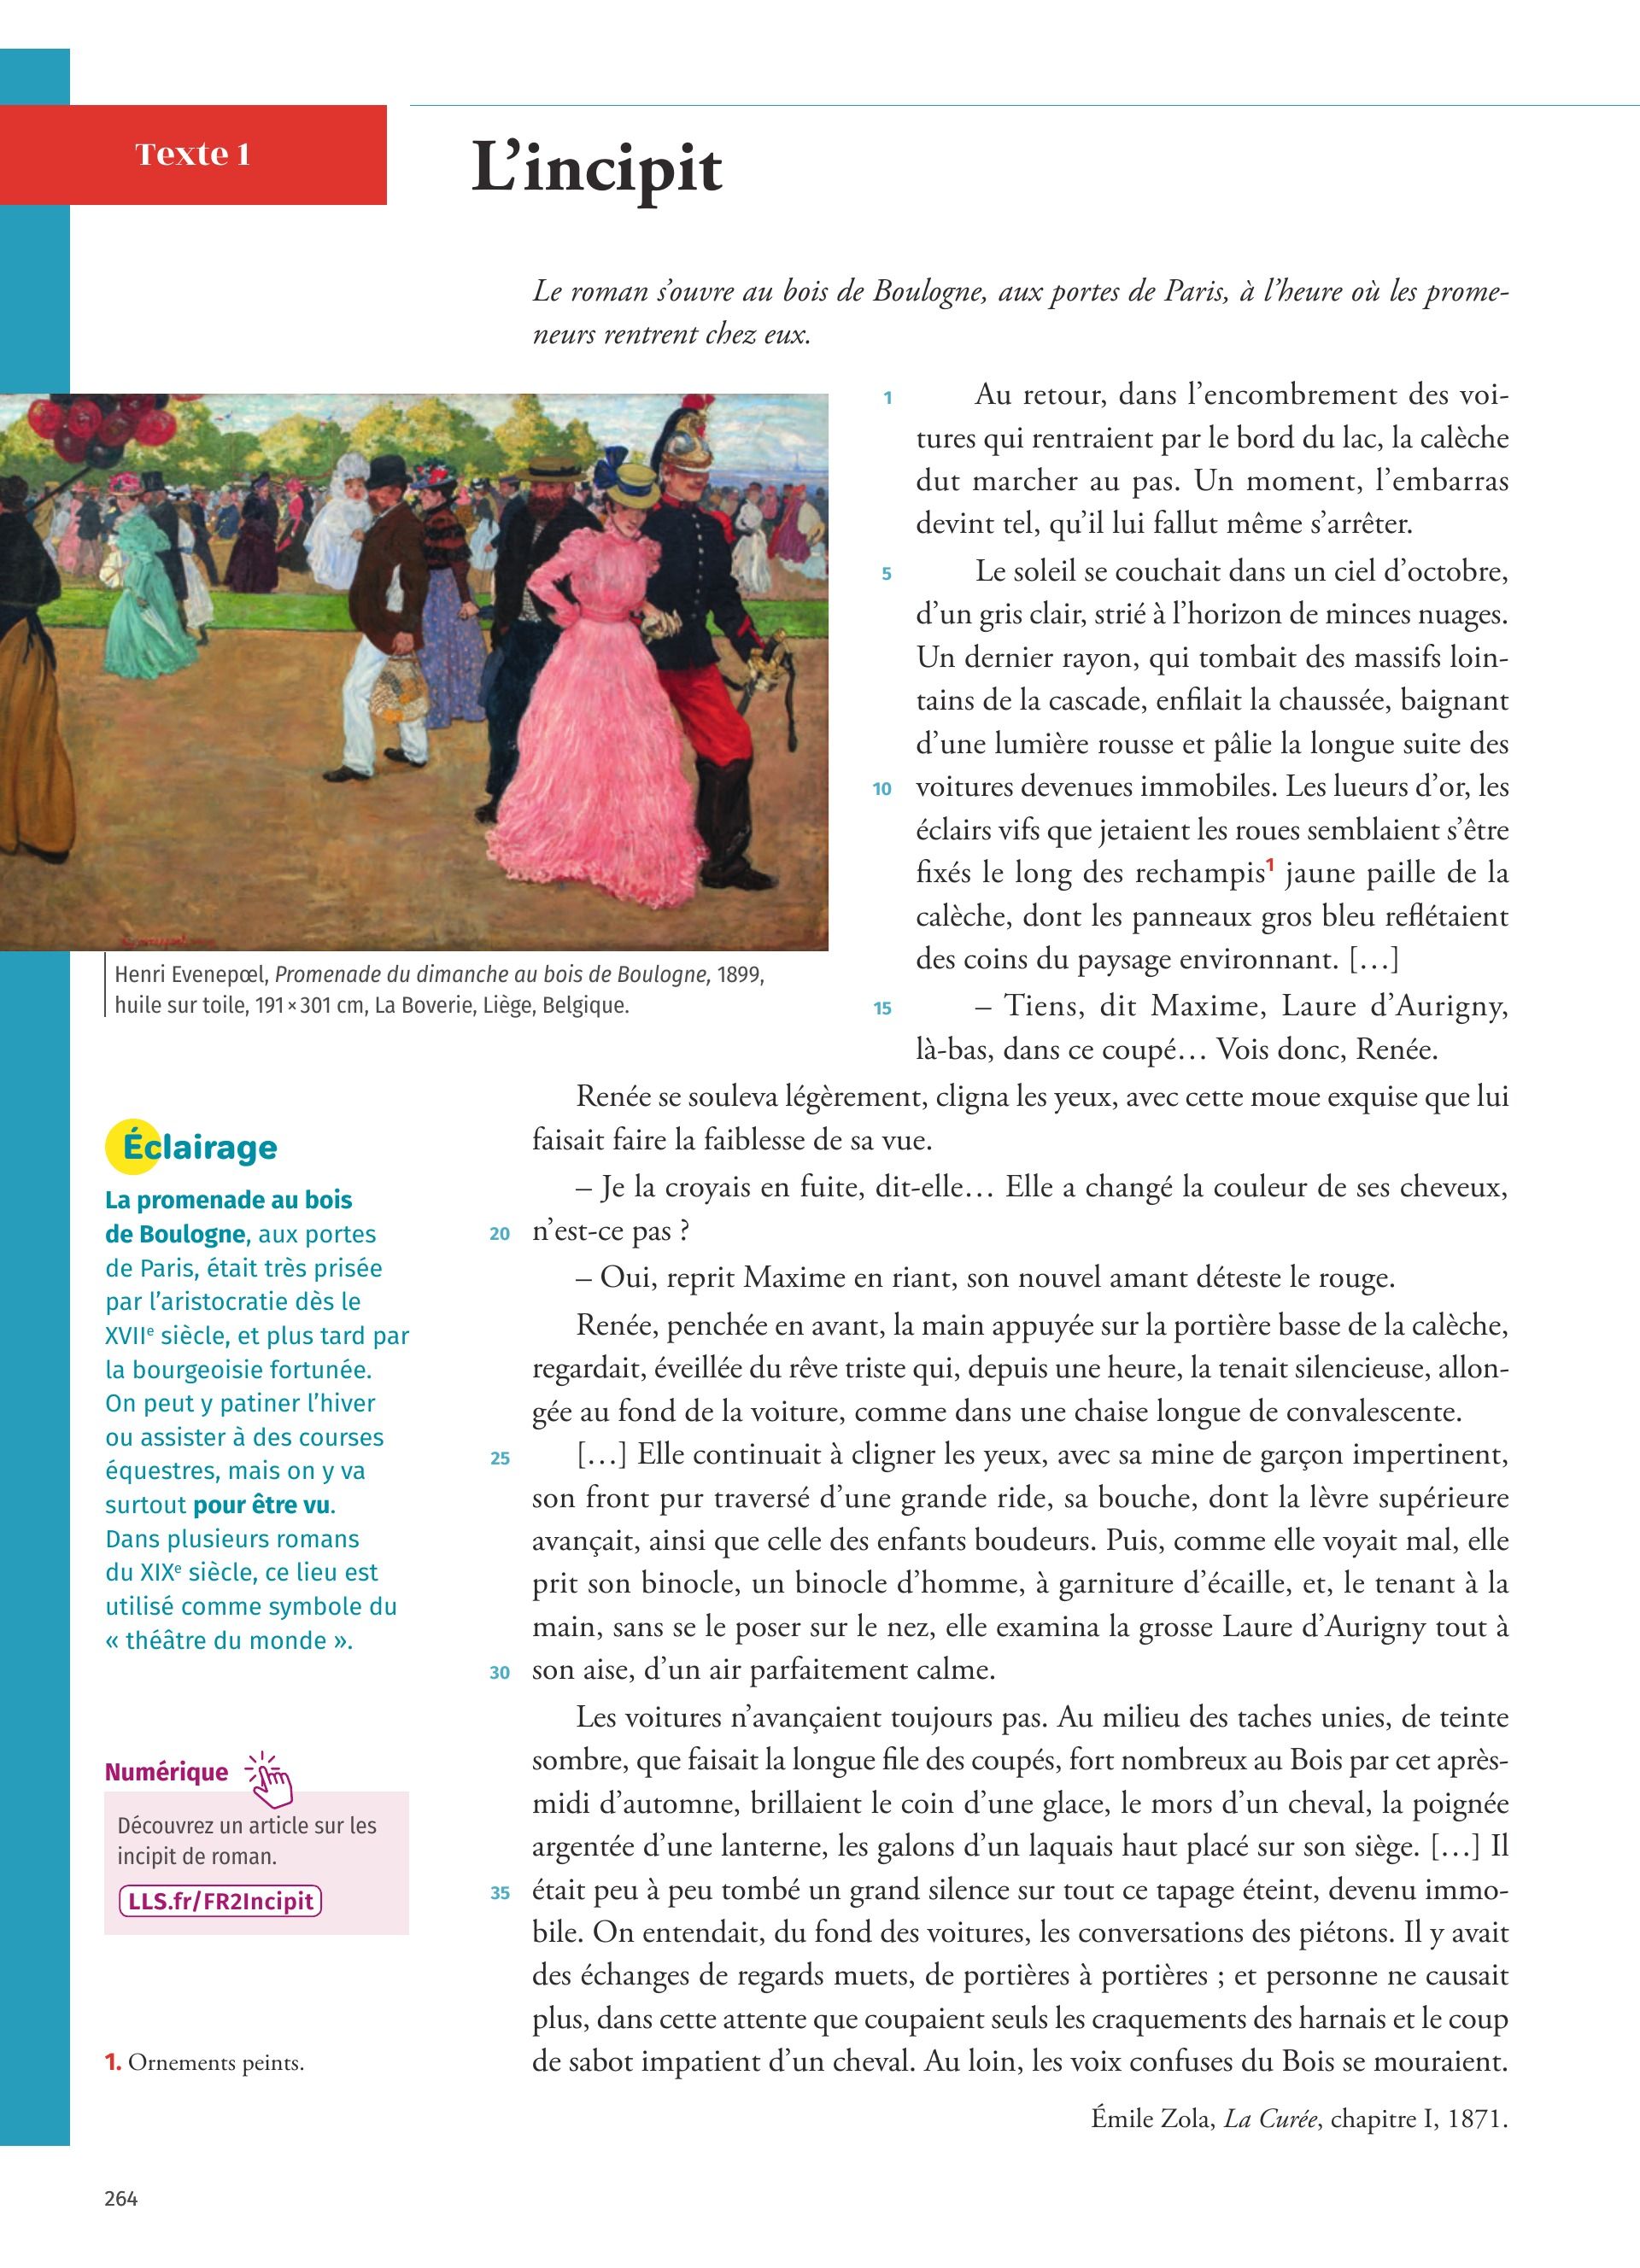 Texte 1
L’incipit
Le roman s’ouvre au bois de Boulogne, aux portes de Paris, à l’heure où les prome-
neurs rentrent chez eux.
1 Au retour, dans l’encombrement des voi-
tures qui rentraient par le bord du lac, la calèche
dut marcher au pas. Un moment, l’embarras
devint tel, qu’il lui fallut même s’arrêter.
5 Le soleil se couchait dans un ciel d’octobre,
d’un gris clair, strié à l’horizon de minces nuages.
Un dernier rayon, qui tombait des massifs loin-
tains de la cascade, enfilait la chaussée, baignant
d’une lumière rousse et pâlie la longue suite des
10 voitures devenues immobiles. Les lueurs d’or, les
éclairs vifs que jetaient les roues semblaient s’être
fixés le long des rechampis1 jaune paille de la
calèche, dont les panneaux gros bleu reflétaient
des coins du paysage environnant. […]
15 – Tiens, dit Maxime, Laure d’Aurigny,
là-bas, dans ce coupé… Vois donc, Renée.
Renée se souleva légèrement, cligna les yeux, avec cette moue exquise que lui
faisait faire la faiblesse de sa vue.
– Je la croyais en fuite, dit-elle… Elle a changé la couleur de ses cheveux,
20 n’est-ce pas ?
– Oui, reprit Maxime en riant, son nouvel amant déteste le rouge.
Renée, penchée en avant, la main appuyée sur la portière basse de la calèche,
regardait, éveillée du rêve triste qui, depuis une heure, la tenait silencieuse, allon-
gée au fond de la voiture, comme dans une chaise longue de convalescente.
25 […] Elle continuait à cligner les yeux, avec sa mine de garçon impertinent,
son front pur traversé d’une grande ride, sa bouche, dont la lèvre supérieure
avançait, ainsi que celle des enfants boudeurs. Puis, comme elle voyait mal, elle
prit son binocle, un binocle d’homme, à garniture d’écaille, et, le tenant à la
main, sans se le poser sur le nez, elle examina la grosse Laure d’Aurigny tout à
30 son aise, d’un air parfaitement calme.
Les voitures n’avançaient toujours pas. Au milieu des taches unies, de teinte
sombre, que faisait la longue file des coupés, fort nombreux au Bois par cet après-
midi d’automne, brillaient le coin d’une glace, le mors d’un cheval, la poignée
argentée d’une lanterne, les galons d’un laquais haut placé sur son siège. […] Il
35 était peu à peu tombé un grand silence sur tout ce tapage éteint, devenu immo-
bile. On entendait, du fond des voitures, les conversations des piétons. Il y avait
des échanges de regards muets, de portières à portières ; et personne ne causait
plus, dans cette attente que coupaient seuls les craquements des harnais et le coup
de sabot impatient d’un cheval. Au loin, les voix confuses du Bois se mouraient.
Émile Zola, La Curée, chapitre I, 1871.
Henri Evenepœl, Promenade du dimanche au bois de Boulogne, 1899,
huile sur toile, 191 × 301 cm, La Boverie, Liège, Belgique.
Éclairage
La promenade au bois
de Boulogne, aux portes
de Paris, était très prisée
par l’aristocratie dès le
XVIIe siècle, et plus tard par
la bourgeoisie fortunée.
On peut y patiner l’hiver
ou assister à des courses
équestres, mais on y va
surtout pour être vu.
Dans plusieurs romans
du XIXe siècle, ce lieu est
utilisé comme symbole du
« théâtre du monde ».
Numérique
Découvrez un article sur les
incipit de roman.
LLS.fr/FR2Incipit
1. Ornements peints.
264